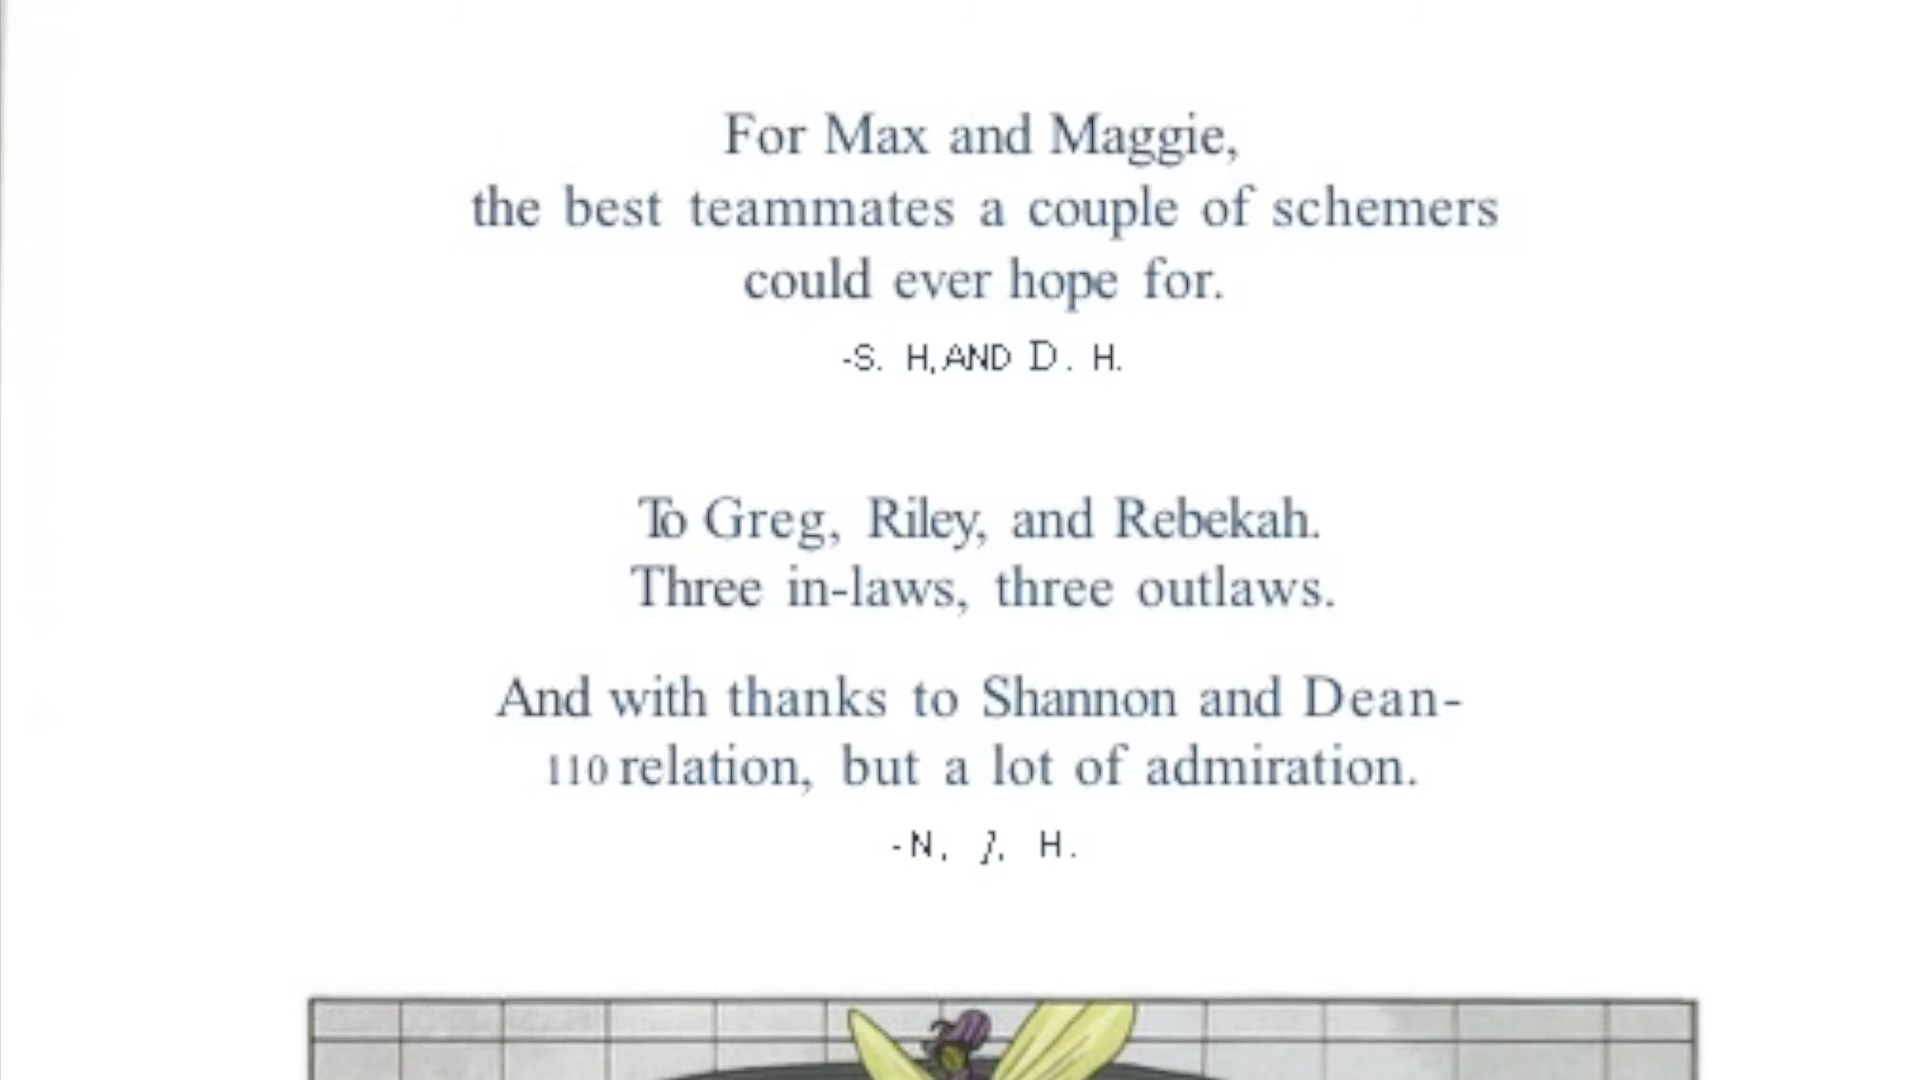 For Max and Maggie,
the best teammates a couple of schemers
could ever hope for.
-S. H, AND D. H.
To Greg, Riley, and Rebekah.
Three in-laws, three outlaws.
And with thanks to Shannon and Dean-
110 relation, but a lot of admiration.
-N, J, H.